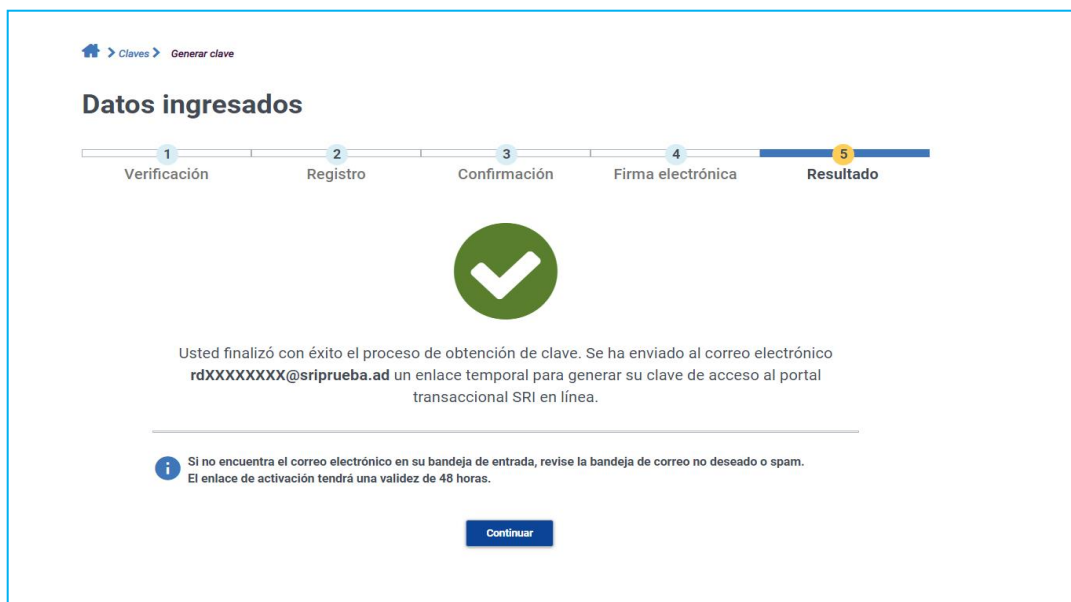 Claves Generar clave
Datos ingresados
1 2 3 4 5
Verificación Registro Confirmación Firma electrónica Resultado
Usted finalizó con éxito el proceso de obtención de clave. Se ha enviado al correo electrónico
rdXXXXXXXX@sriprueba.ad un enlace temporal para generar su clave de acceso al portal
transaccional SRI en línea.
i Si no encuentra el correo electrónico en su bandeja de entrada, revise la bandeja de correo no deseado o spam.
El enlace de activación tendrá una validez de 48 horas.
Continuar